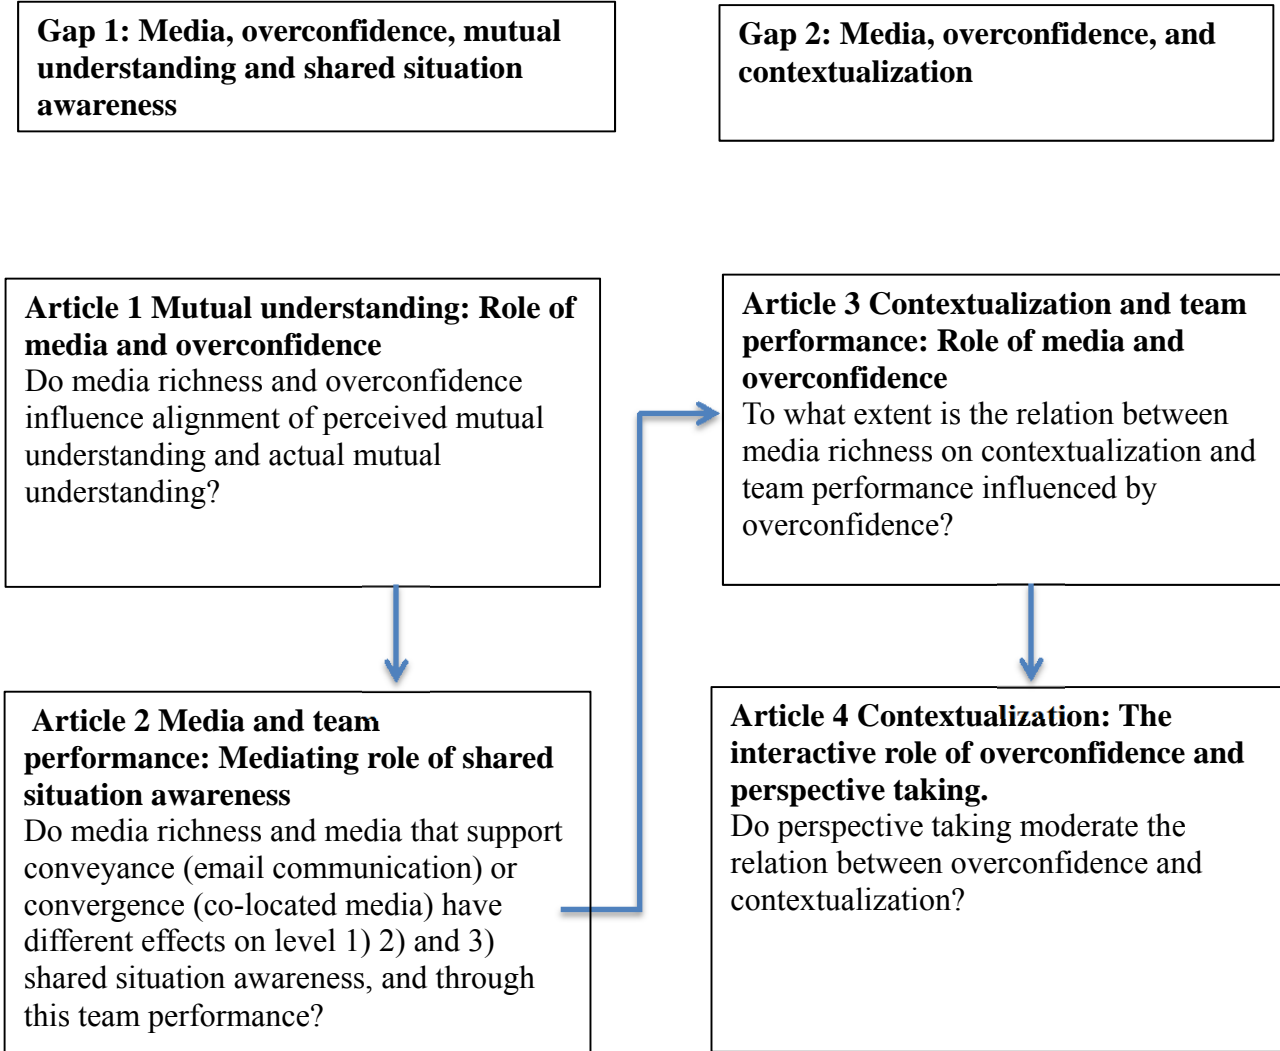 Gap 1: Media, overconfidence, mutual
understanding and shared situation
awareness
Gap 2: Media, overconfidence, and
contextualization
Article 1 Mutual understanding: Role of
media and overconfidence
Do media richness and overconfidence
influence alignment of perceived mutual
understanding and actual mutual
understanding?
Article 2 Media and team
performance: Mediating role of shared
situation awareness
Do media richness and media that support
conveyance (email communication) or
convergence (co-located media) have
different effects on level 1) 2) and 3)
shared situation awareness, and through
this team performance?
Article 3 Contextualization and team
performance: Role of media and
overconfidence
To what extent is the relation between
media richness on contextualization and
team performance influenced by
overconfidence?
Article 4 Contextualization: The
interactive role of overconfidence and
perspective taking.
Do perspective taking moderate the
relation between overconfidence and
contextualization?